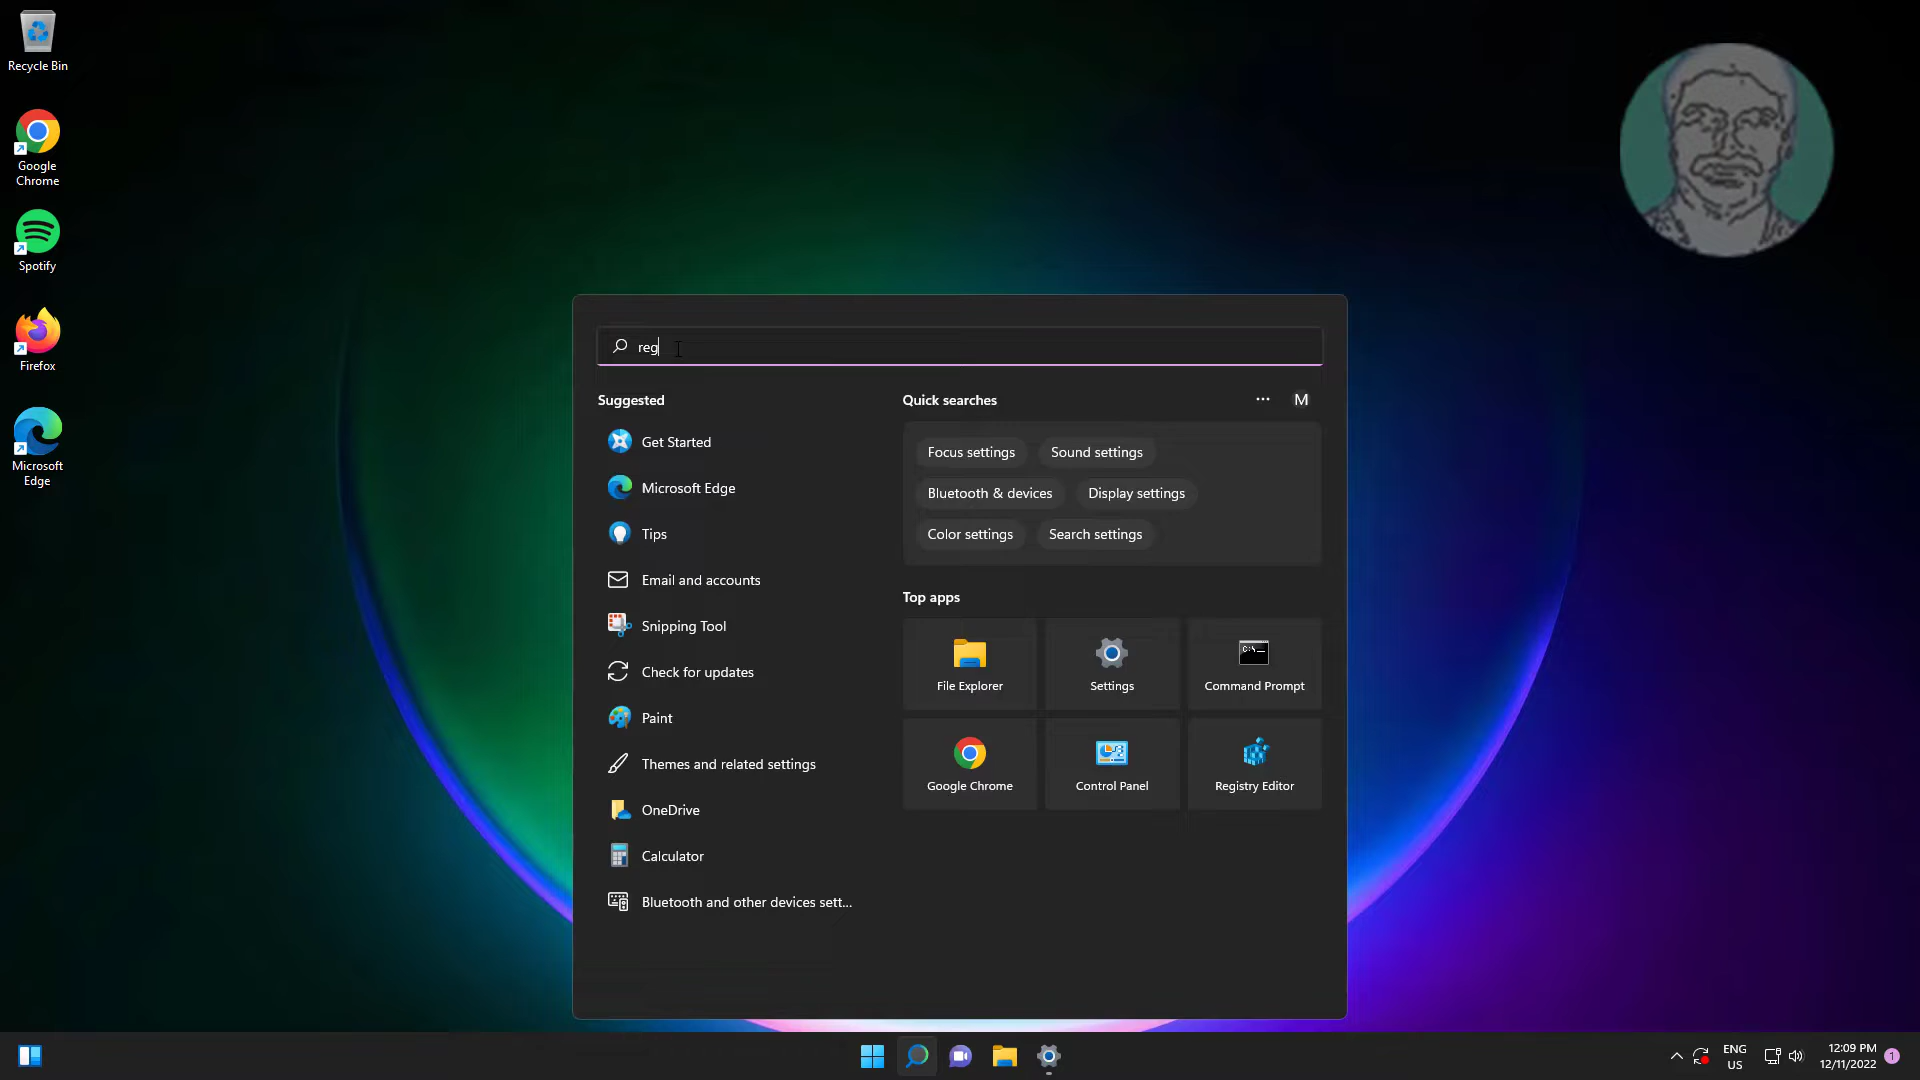 Recycle Bin
Google
Chrome
Spotify
Firefox
Microsoft
Edge
reg
Suggested
Get Started
Microsoft Edge
Tips
Email and accounts
Snipping Tool
Check for updates
Paint
Themes and related settings
OneDrive
Calculator
Bluetooth and other devices sett...
Quick searches
M
Focus settings
Sound settings
Bluetooth & devices
Display settings
Color settings
Search settings
Top apps
File Explorer
Settings
C:\_
Command Prompt
Google Chrome
Control Panel
Registry Editor
ENG
US
12:09 PM
12/11/2022
1